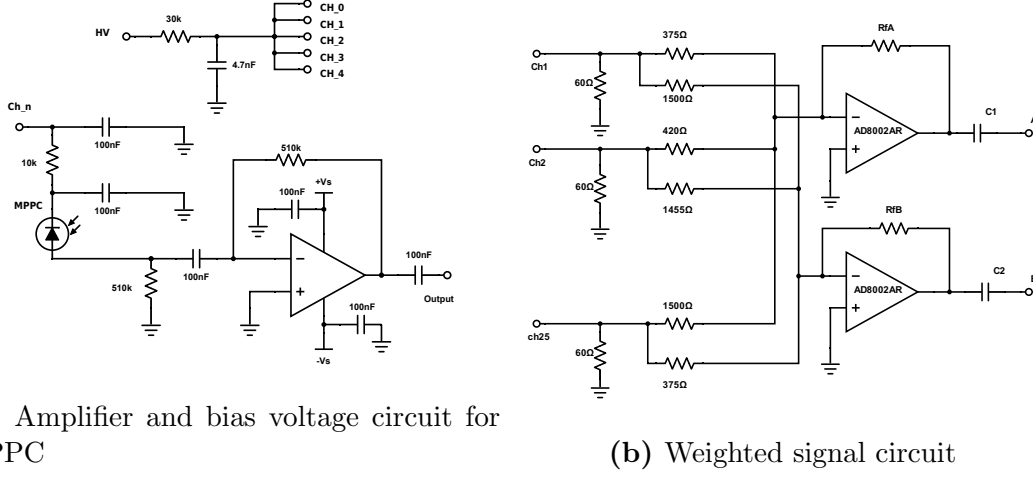 HV
30k
4.7nF
CH_0
CH_1
CH_2
CH_3
CH_4
Ch_n
100nF
10k
100nF
MPPC
510k
100nF
510k
100nF
+Vs
100nF
-Vs
100nF
Output
Amplifier and bias voltage circuit for
PPC
Ch1
60Ω
375Ω
1500Ω
Ch2
60Ω
420Ω
1455Ω
ch25
60Ω
1500Ω
375Ω
RfA
AD8002AR
C1
RfB
AD8002AR
C2
(b) Weighted signal circuit